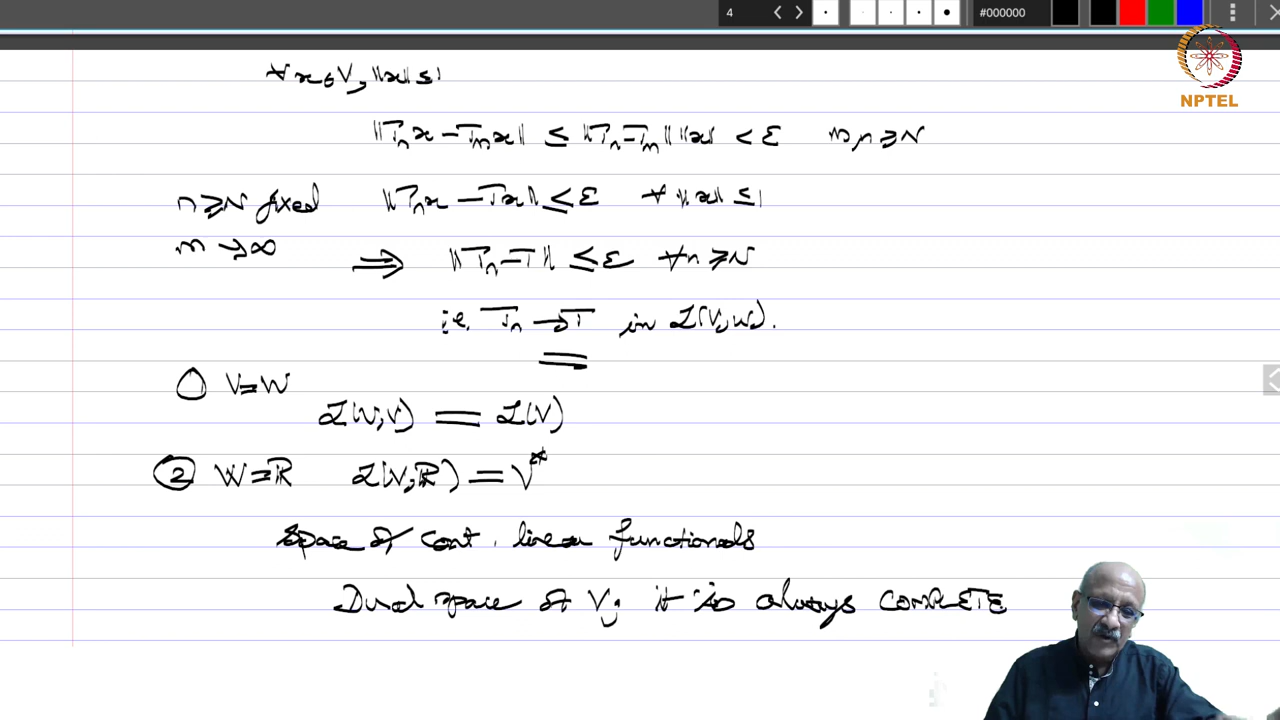 4
#000000
NPTEL
∀ x ∈ V, ‖x‖ ≤ 1
‖Tₙx − Tₘx‖ ≤ ‖Tₙ − Tₘ‖ ‖x‖ < ε m, n ≥ N
n ≥ N fixed ‖Tₙx − Tx‖ ≤ ε ∀ ‖x‖ ≤ 1
m → ∞ ⟹ ‖Tₙ − T‖ ≤ ε ∀ n ≥ N
i.e. Tₙ → T in ℒ(V,W).
① V=W
ℒ(V,V) = ℒ(V)
② W=ℝ ℒ(V,ℝ) = V*
space of cont. linear functionals
Dual space of V; it is always COMPLETE